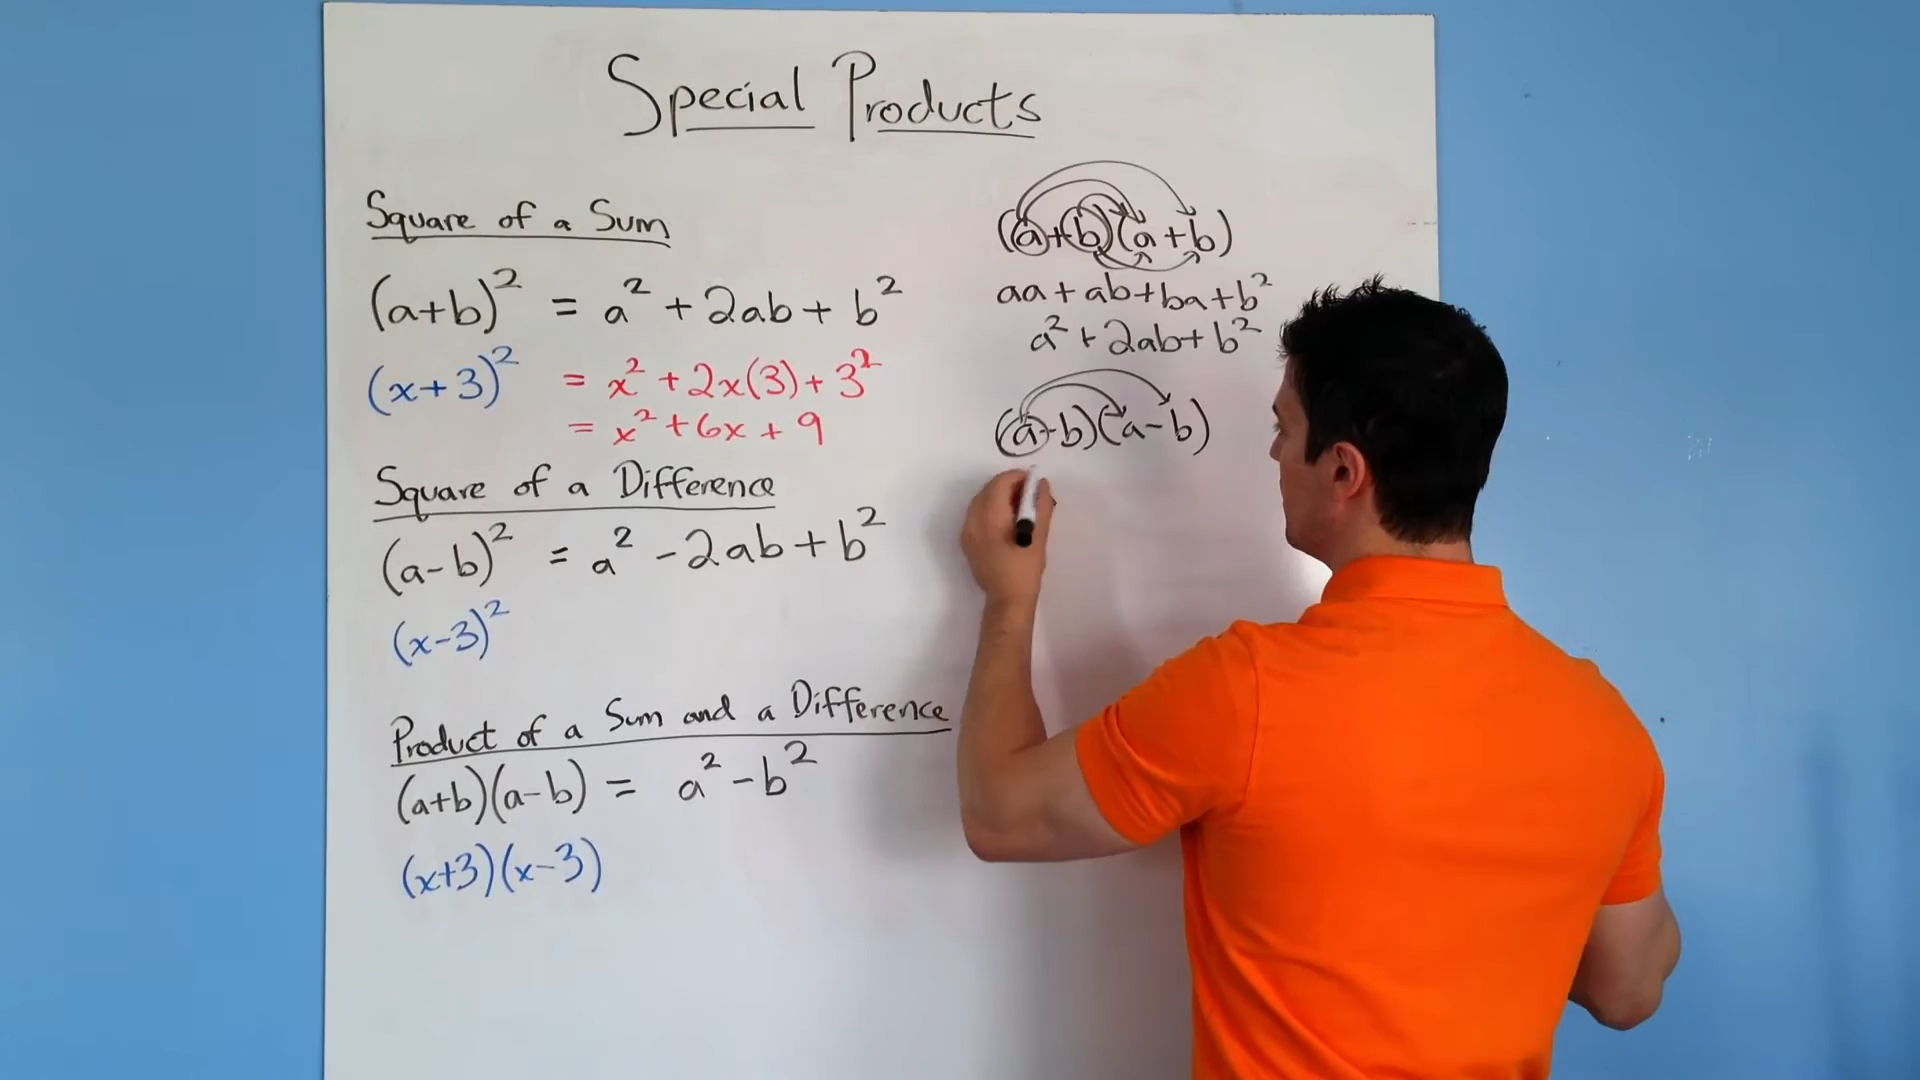 Special Products
Square of a Sum
(a+b)² = a² + 2ab + b²
(x+3)² = x² + 2x(3) + 3²
= x² + 6x + 9
Square of a Difference
(a-b)² = a² - 2ab + b²
(x-3)²
Product of a Sum and a Difference
(a+b)(a-b) = a² - b²
(x+3)(x-3)
(a+b)(a+b)
aa + ab + ba + b²
a² + 2ab + b²
(a-b)(a-b)